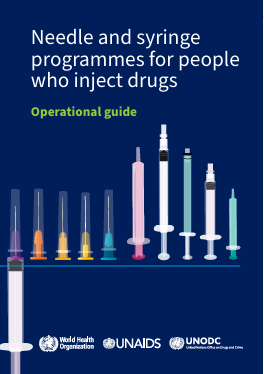 Needle and syringe
programmes for people
who inject drugs
Operational guide
World Health
Organization
UNAIDS
UNODC
United Nations Office on Drugs and Crime